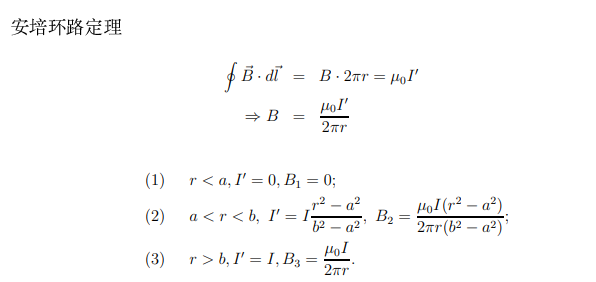 安培环路定理
∮ B⃗ · dl⃗ = B · 2πr = μ₀I′
⇒ B = μ₀I′ / 2πr
(1) r < a, I′ = 0, B₁ = 0;
(2) a < r < b, I′ = I (r² − a²) / (b² − a²), B₂ = μ₀I(r² − a²) / 2πr(b² − a²);
(3) r > b, I′ = I, B₃ = μ₀I / 2πr.